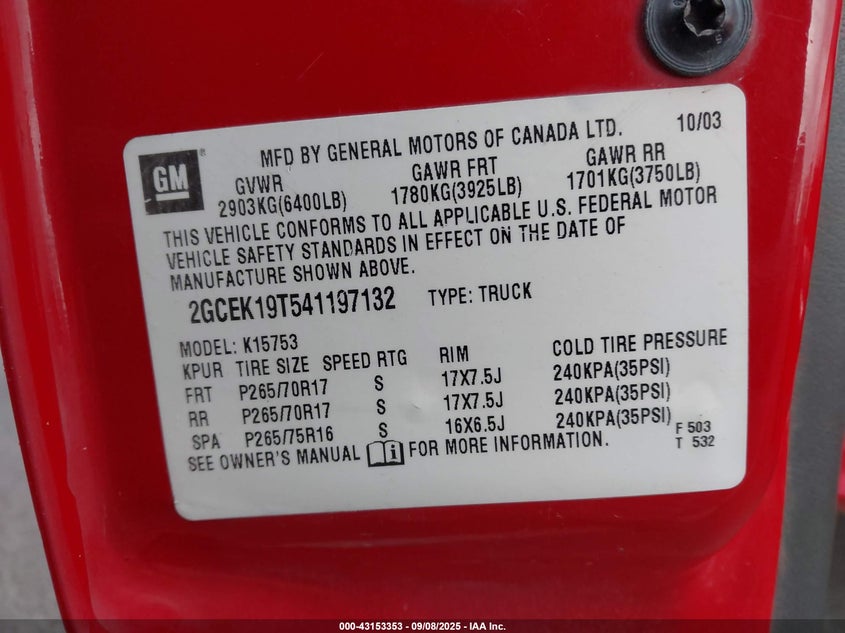 10/03
MFD BY GENERAL MOTORS OF CANADA LTD.
GM
®
GVWR GAWR FRT GAWR RR
2903KG(6400LB) 1780KG(3925LB) 1701KG(3750LB)
THIS VEHICLE CONFORMS TO ALL APPLICABLE U.S. FEDERAL MOTOR
VEHICLE SAFETY STANDARDS IN EFFECT ON THE DATE OF
MANUFACTURE SHOWN ABOVE.
2GCEK19T541197132 TYPE: TRUCK
MODEL: K15753
KPUR TIRE SIZE SPEED RTG RIM COLD TIRE PRESSURE
FRT P265/70R17 S 17X7.5J 240KPA(35PSI)
RR P265/70R17 S 17X7.5J 240KPA(35PSI)
SPA P265/75R16 S 16X6.5J 240KPA(35PSI)
SEE OWNER'S MANUAL i FOR MORE INFORMATION.
F 503
T 532
000-43153353 - 09/08/2025 - IAA Inc.